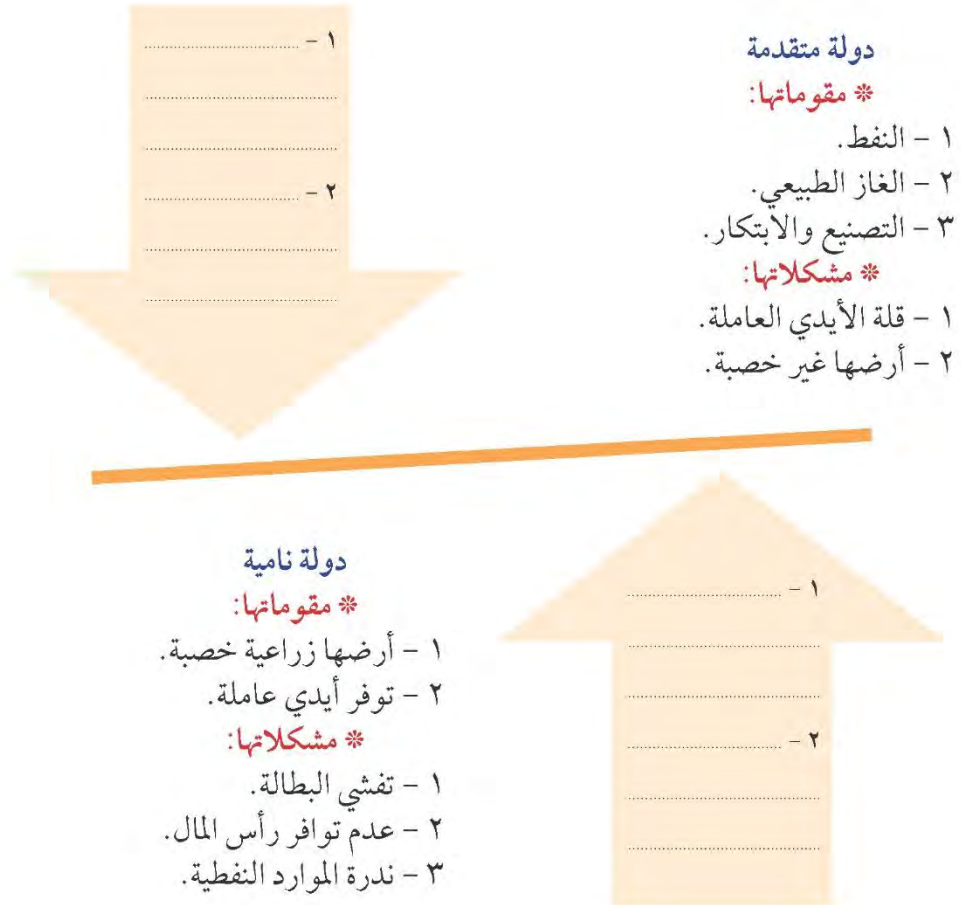 دولة متقدمة
* مقوماتها:
١ – النفط.
٢ – الغاز الطبيعي.
٣ – التصنيع والابتكار.
* مشكلاتها:
١ – قلة الأيدي العاملة.
٢ – أرضها غير خصبة.
١ – ..............................
..............................
..............................
٢ – ..............................
..............................
..............................
١ – ..............................
..............................
..............................
٢ – ..............................
..............................
..............................
دولة نامية
* مقوماتها:
١ – أرضها زراعية خصبة.
٢ – توفر أيدي عاملة.
* مشكلاتها:
١ – تفشي البطالة.
٢ – عدم توافر رأس المال.
٣ – ندرة الموارد النفطية.